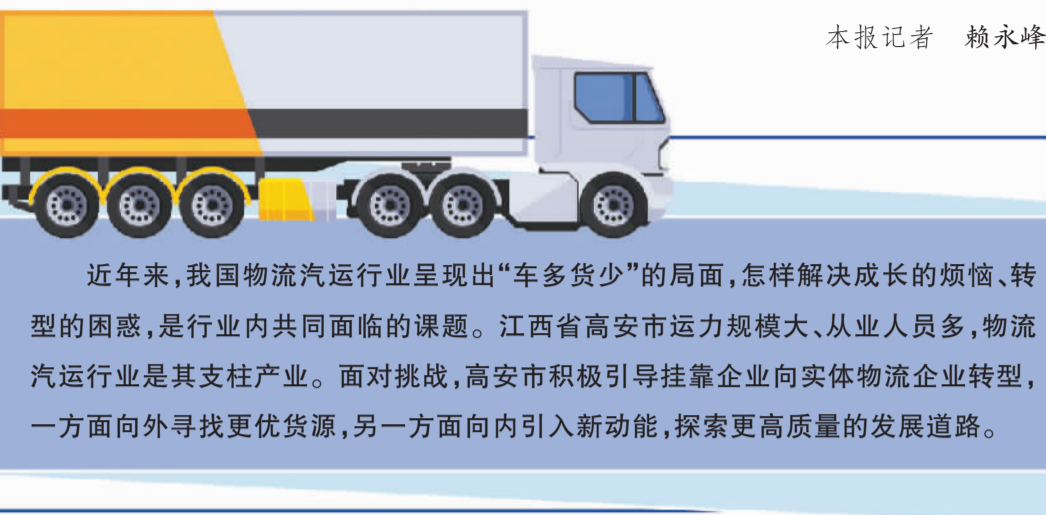 本报记者　赖永峰
近年来,我国物流汽运行业呈现出“车多货少”的局面,怎样解决成长的烦恼、转
型的困惑,是行业内共同面临的课题。江西省高安市运力规模大、从业人员多,物流
汽运行业是其支柱产业。面对挑战,高安市积极引导挂靠企业向实体物流企业转型,
一方面向外寻找更优货源,另一方面向内引入新动能,探索更高质量的发展道路。